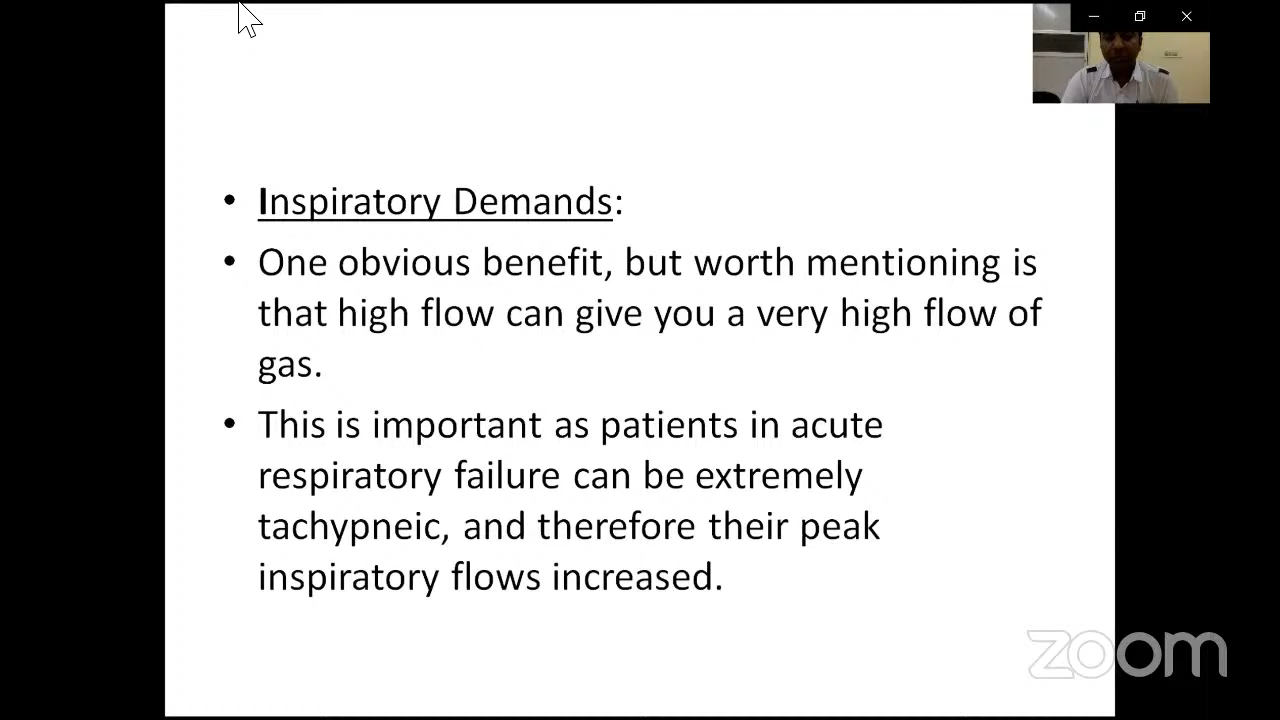 • Inspiratory Demands:
• One obvious benefit, but worth mentioning is
that high flow can give you a very high flow of
gas.
• This is important as patients in acute
respiratory failure can be extremely
tachypneic, and therefore their peak
inspiratory flows increased.
zoom